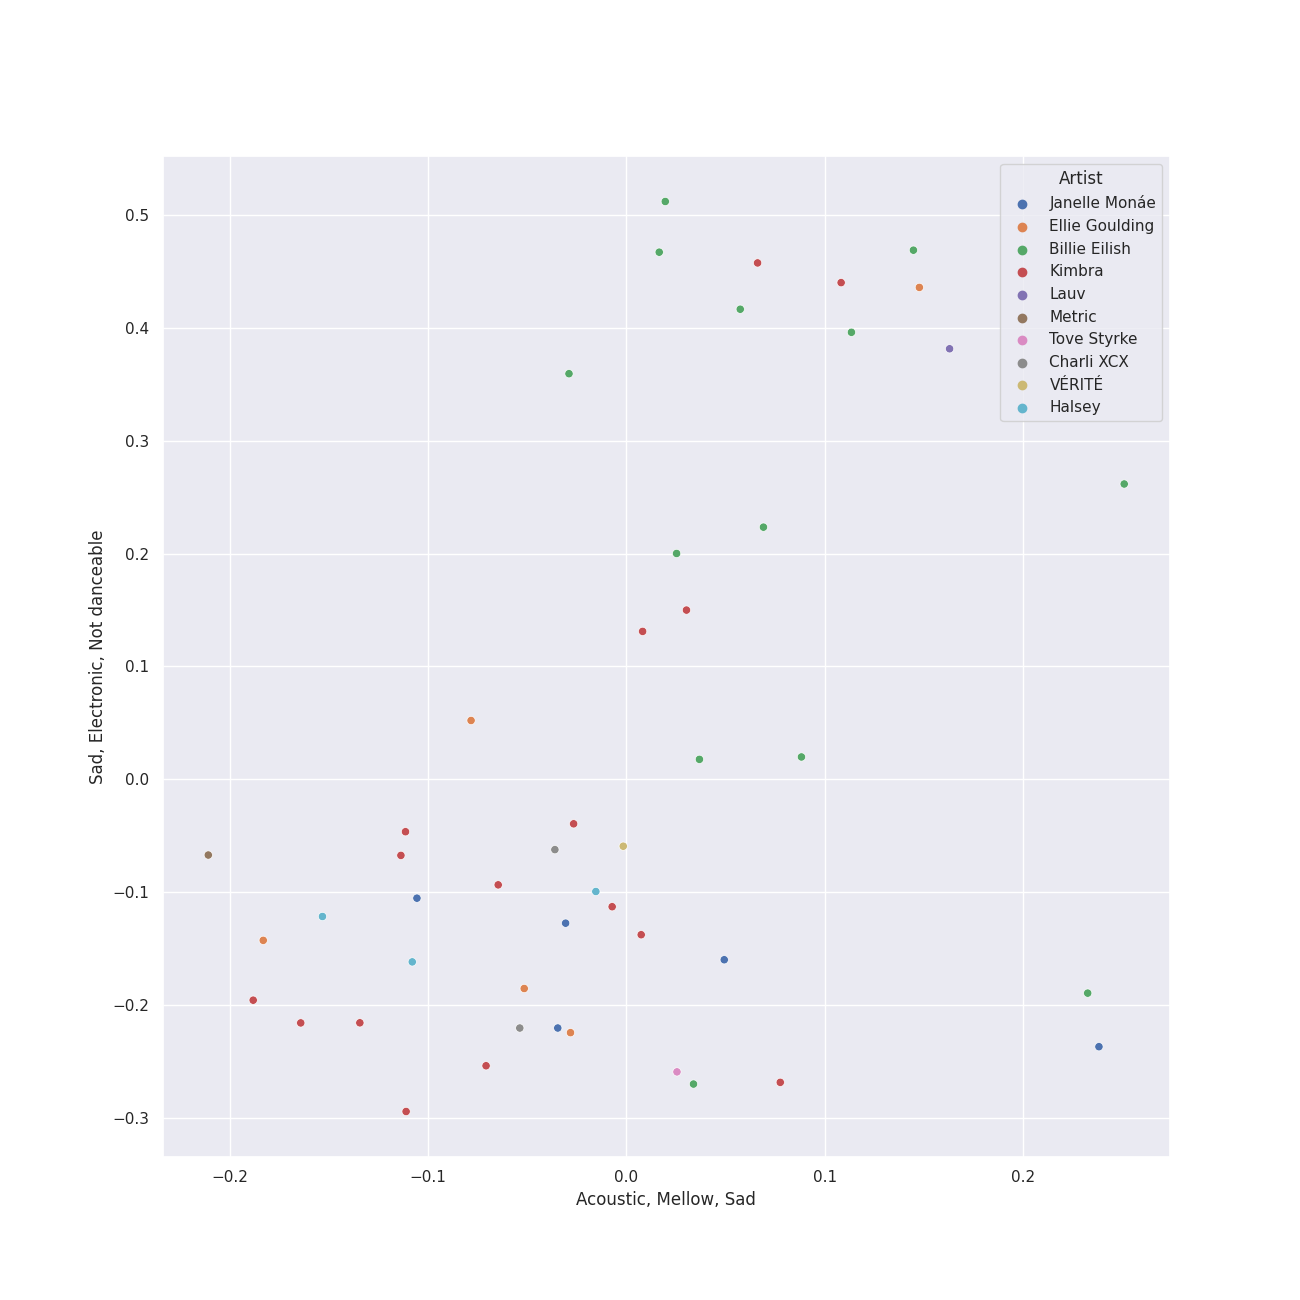 Artist
Janelle Monáe
Ellie Goulding
Billie Eilish
Kimbra
Lauv
Metric
Tove Styrke
Charli XCX
VÉRITÉ
Halsey
0.5
0.4
0.3
0.2
0.1
0.0
−0.1
−0.2
−0.3
Sad, Electronic, Not danceable
−0.2
−0.1
0.0
0.1
0.2
Acoustic, Mellow, Sad